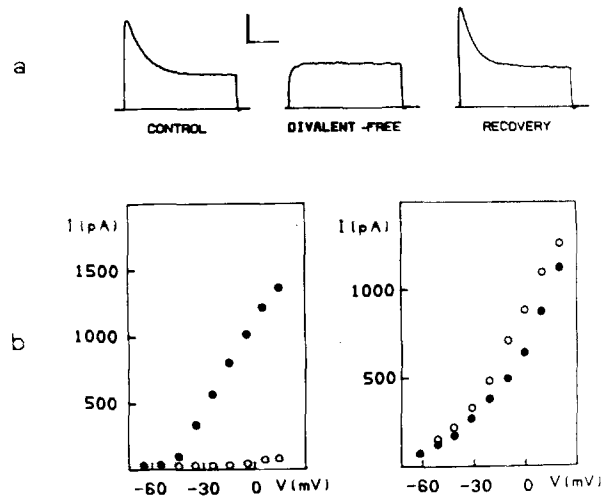 a
CONTROL
DIVALENT-FREE
RECOVERY
b
I(pA)
1500
1000
500
-60
-30
0
V(mV)
I(pA)
1000
500
-60
-30
0
V(mV)